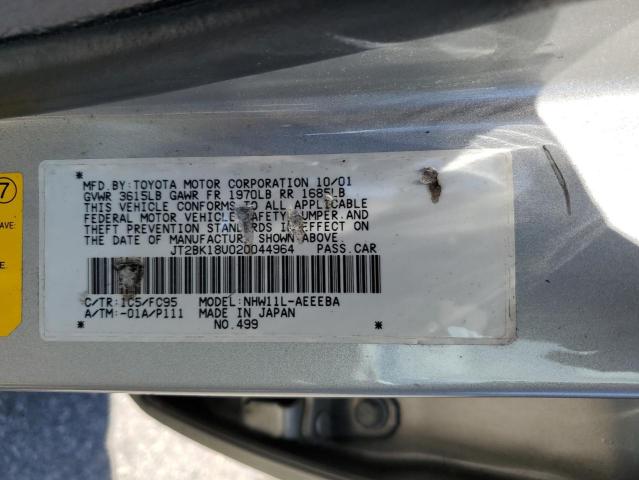 7
MFD.BY:TOYOTA MOTOR CORPORATION 10/01
GVWR 3615LB GAWR FR 1970LB RR 1685LB
THIS VEHICLE CONFORMS TO ALL APPLICABLE
FEDERAL MOTOR VEHICLE SAFETY BUMPER,AND
THEFT PREVENTION STANDARDS IN EFFECT ON
THE DATE OF MANUFACTURE SHOWN ABOVE.
* JT2BK18U020044964 PASS.CAR *
C/TR:1C5/FC95 MODEL:NHW11L-AEEEBA
A/TM:-01A/P111 MADE IN JAPAN
* NO.499 *